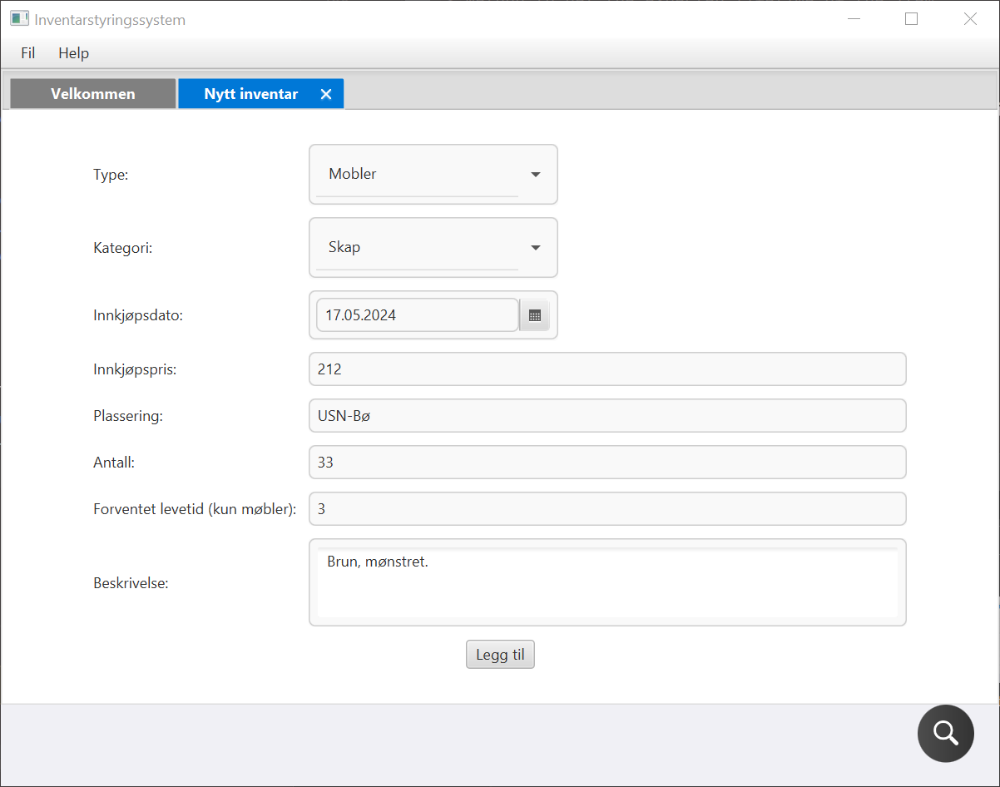 Inventarstyringssystem
Fil Help
Velkommen Nytt inventar
Type: Mobler
Kategori: Skap
Innkjøpsdato: 17.05.2024
Innkjøpspris: 212
Plassering: USN-Bø
Antall: 33
Forventet levetid (kun møbler): 3
Beskrivelse: Brun, mønstret.
Legg til